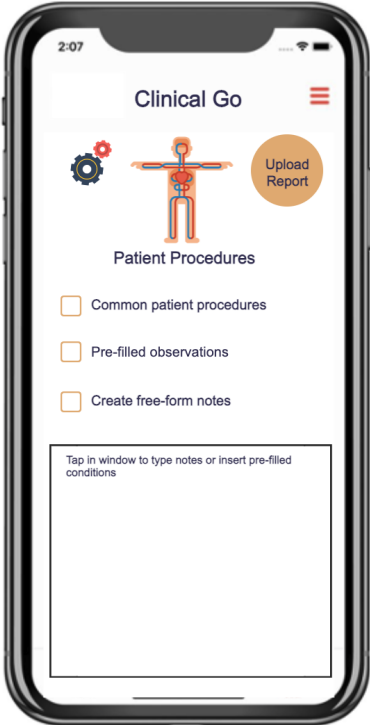 2:07
Clinical Go
Upload
Report
Patient Procedures
Common patient procedures
Pre-filled observations
Create free-form notes
Tap in window to type notes or insert pre-filled
conditions